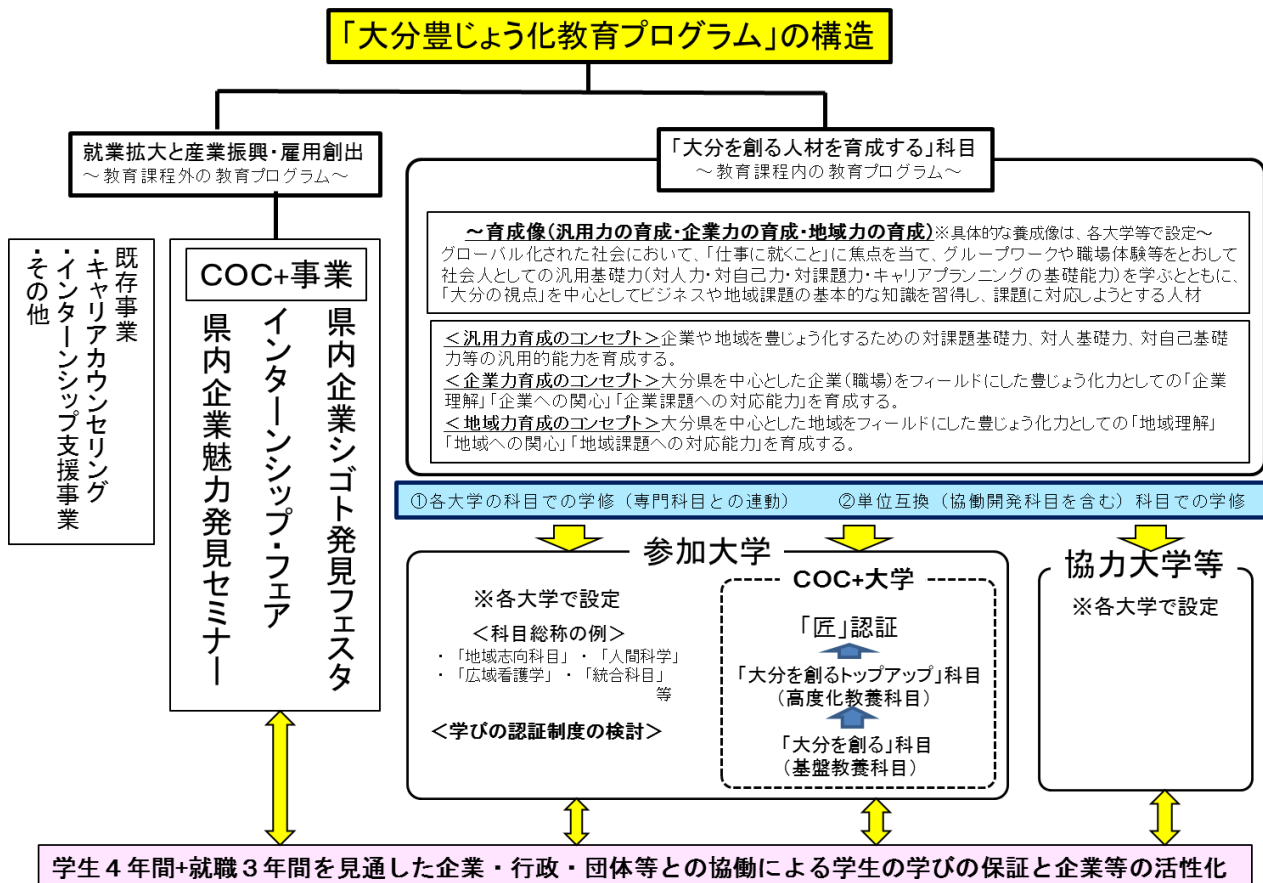 「大分豊じょう化教育プログラム」の構造
就業拡大と産業振興・雇用創出
～教育課程外の教育プログラム～
「大分を創る人材を育成する」科目
～教育課程内の教育プログラム～
既存事業
・キャリアカウンセリング
・インターンシップ支援事業
・その他
COC+事業
県内企業シゴト発見フェスタ
インターンシップ・フェア
県内企業魅力発見セミナー
～育成像(汎用力の育成・企業力の育成・地域力の育成)※具体的な養成像は、各大学等で設定～
グローバル化された社会において、「仕事に就くこと」に焦点を当て、グループワークや職場体験等をとおして
社会人としての汎用基礎力(対人力・対自己力・対課題力・キャリアプランニングの基礎能力)を学ぶとともに、
「大分の視点」を中心としてビジネスや地域課題の基本的な知識を習得し、課題に対応しようとする人材
＜汎用力育成のコンセプト＞企業や地域を豊じょう化するための対課題基礎力、対人基礎力、対自己基礎
力等の汎用的能力を育成する。
＜企業力育成のコンセプト＞大分県を中心とした企業(職場)をフィールドにした豊じょう化力としての「企業
理解」「企業への関心」「企業課題への対応能力」を育成する。
＜地域力育成のコンセプト＞大分県を中心とした地域をフィールドにした豊じょう化力としての「地域理解」
「地域への関心」「地域課題への対応能力」を育成する。
①各大学の科目での学修（専門科目との連動） ②単位互換（協働開発科目を含む）科目での学修
参加大学
※各大学で設定
＜科目総称の例＞
・「地域志向科目」・「人間科学」
・「広域看護学」・「統合科目」
等
＜学びの認証制度の検討＞
COC+大学
「匠」認証
「大分を創るトップアップ」科目
(高度化教養科目)
「大分を創る」科目
(基盤教養科目)
協力大学等
※各大学で設定
学生４年間+就職３年間を見通した企業・行政・団体等との協働による学生の学びの保証と企業等の活性化